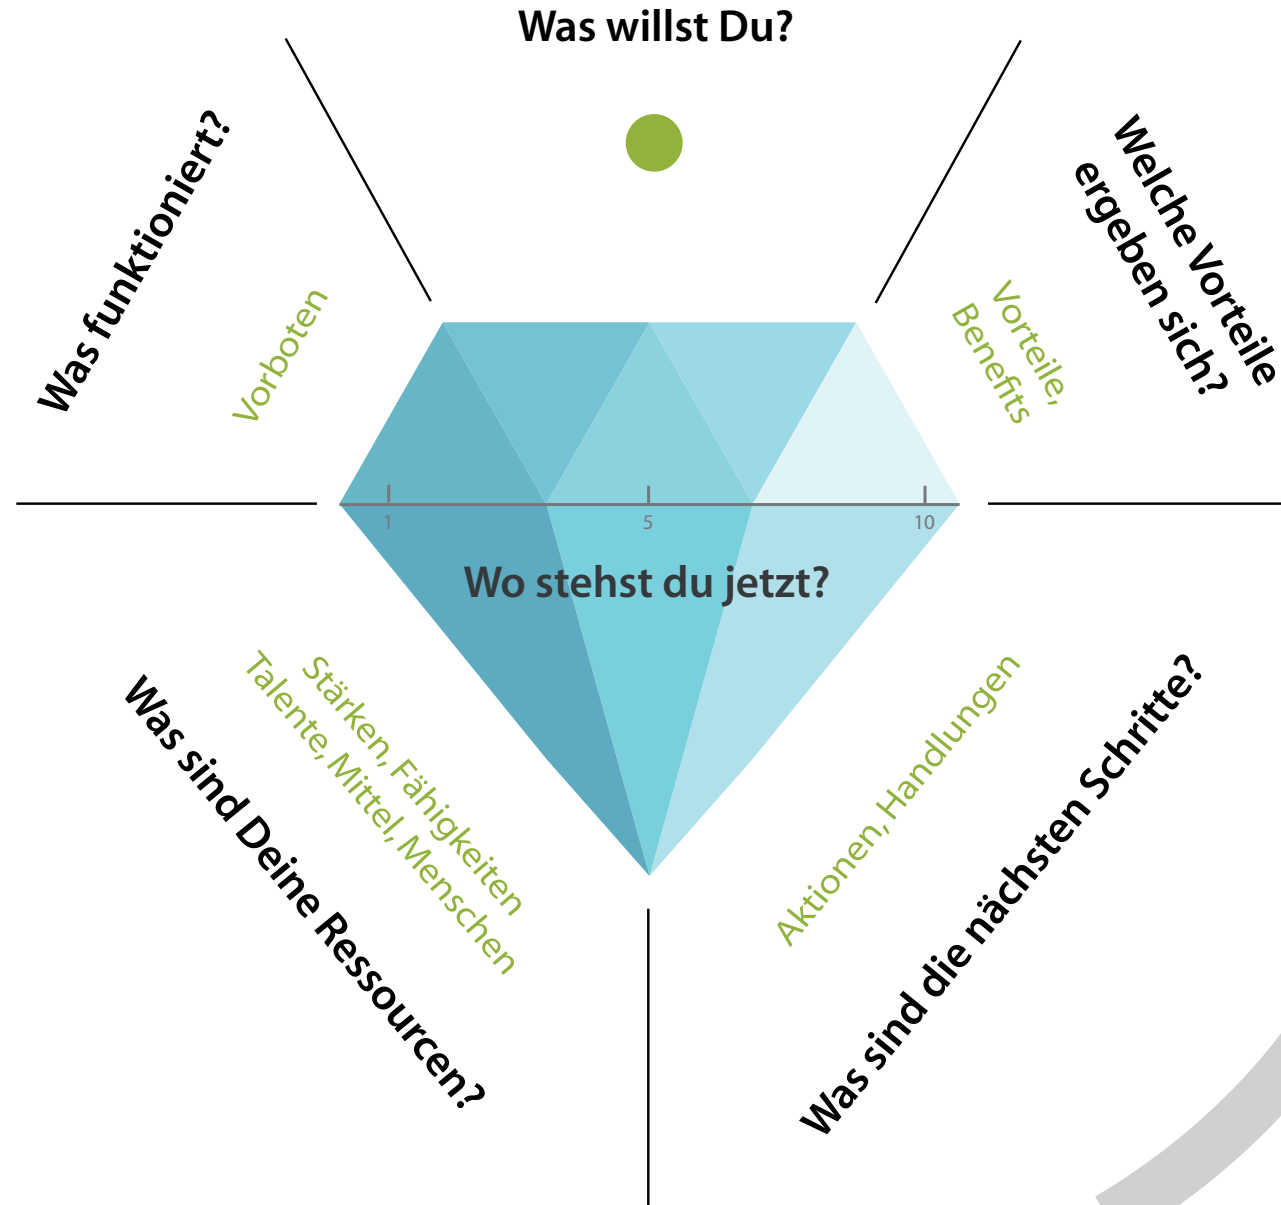 Was willst Du?
Was funktioniert?
Vorboten
Welche Vorteile
ergeben sich?
Vorteile,
Benefits
1
5
10
Wo stehst du jetzt?
Was sind Deine Ressourcen?
Stärken, Fähigkeiten
Talente, Mittel, Menschen
Aktionen, Handlungen
Was sind die nächsten Schritte?